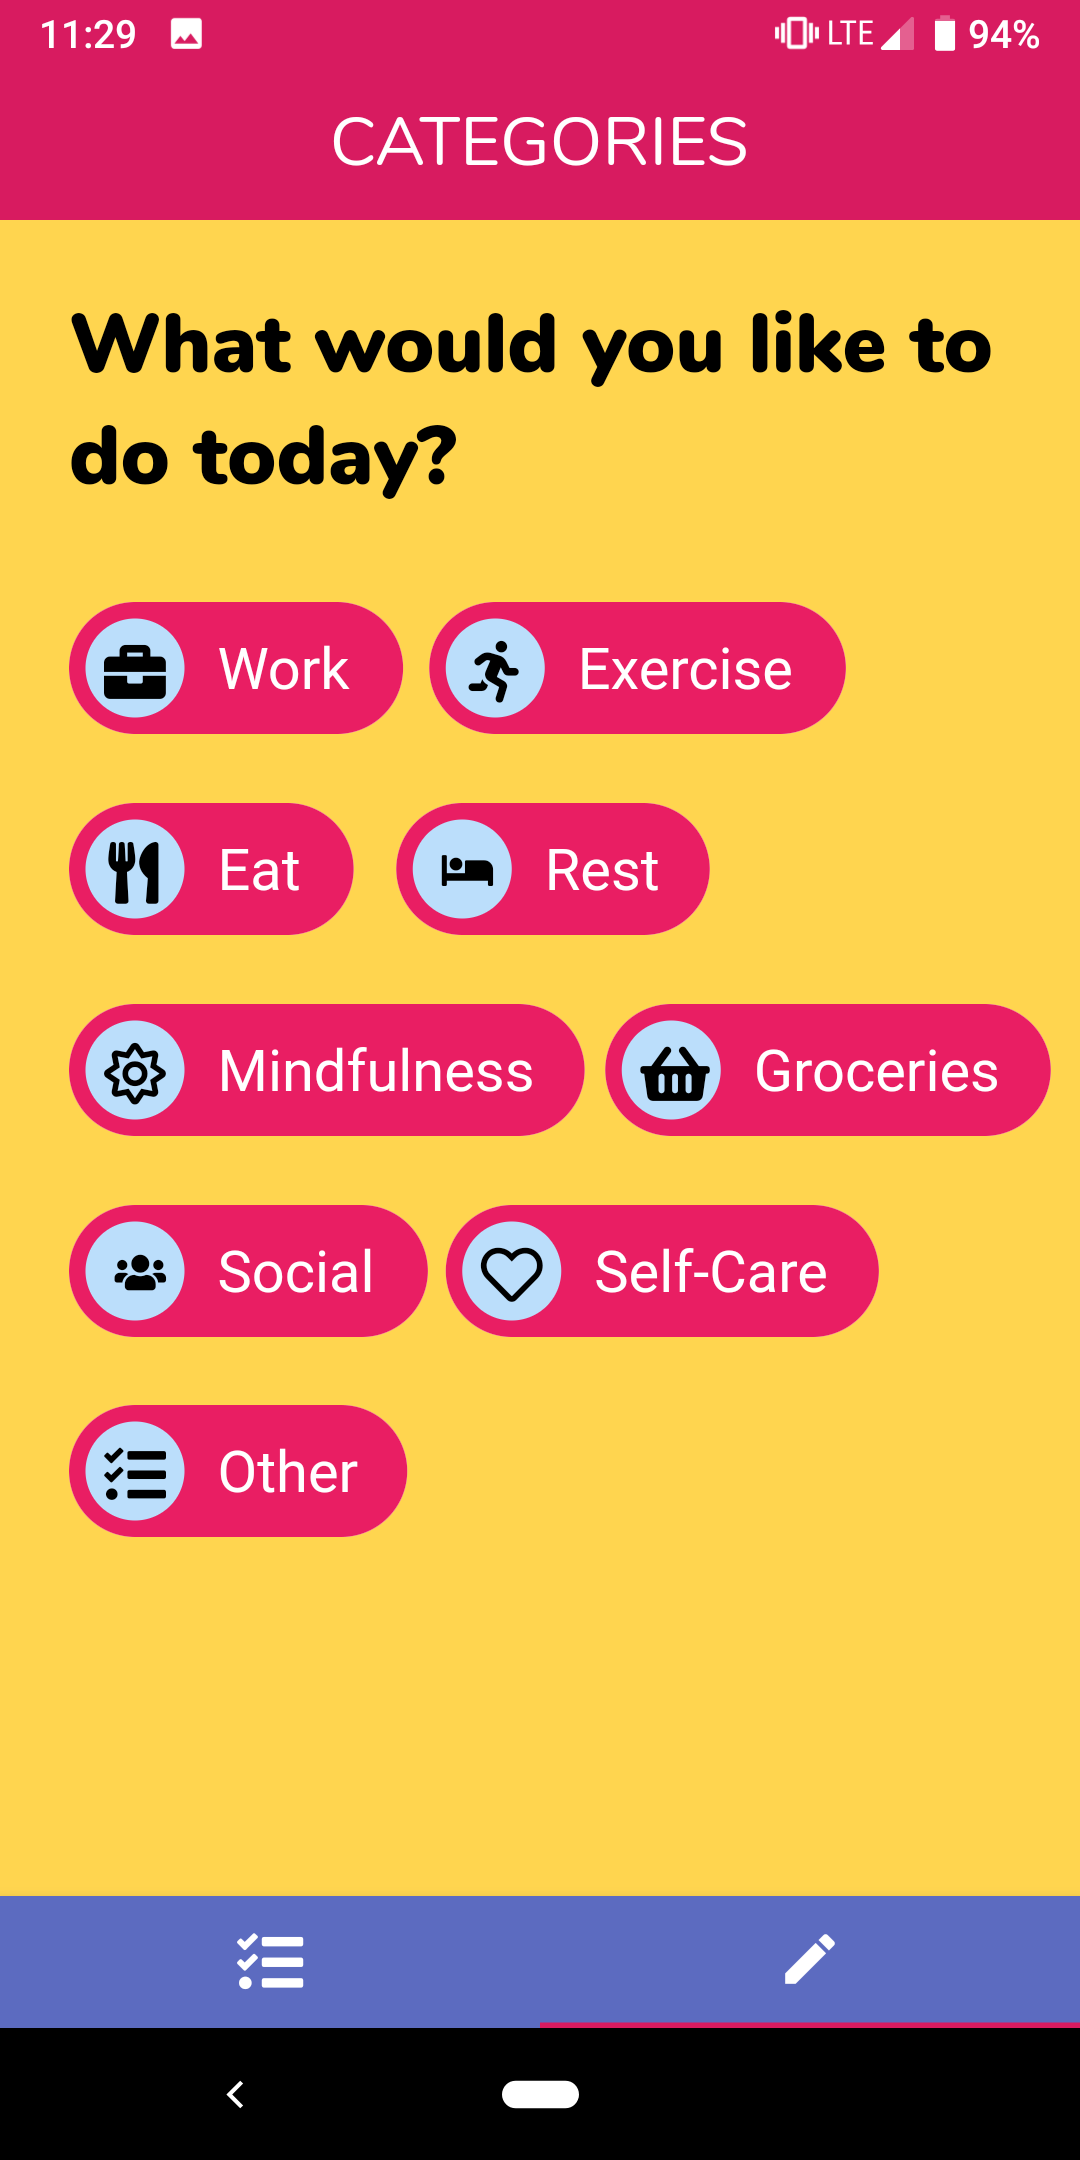 11:29 LTE 94%
CATEGORIES
What would you like to
do today?
Work Exercise
Eat Rest
Mindfulness Groceries
Social Self-Care
Other